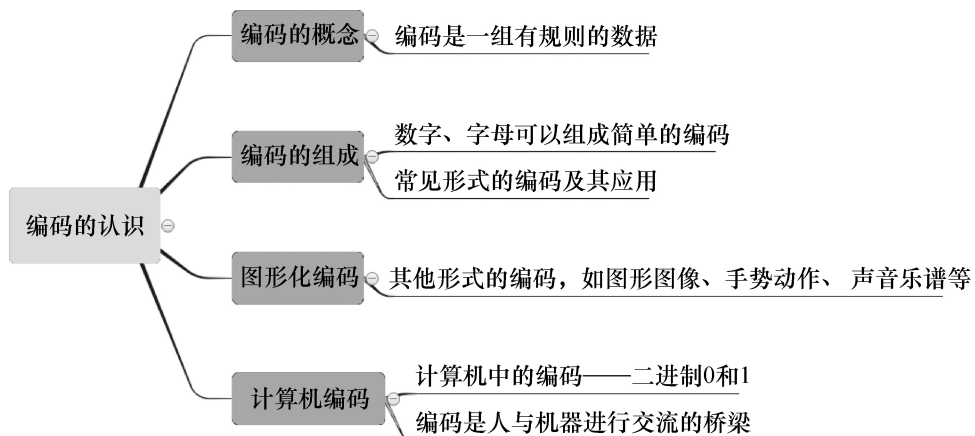 编码的概念
编码是一组有规则的数据
编码的组成
数字、字母可以组成简单的编码
常见形式的编码及其应用
编码的认识
图形化编码
其他形式的编码，如图形图像、手势动作、 声音乐谱等
计算机编码
计算机中的编码——二进制0和1
编码是人与机器进行交流的桥梁